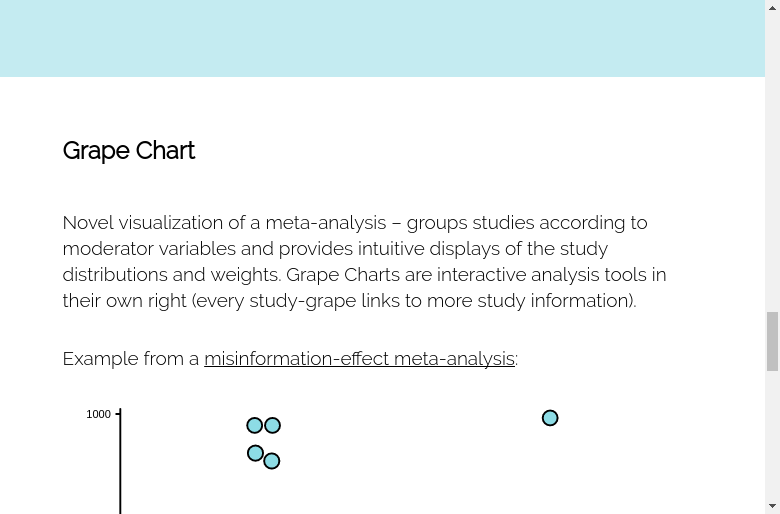 Grape Chart
Novel visualization of a meta-analysis – groups studies according to
moderator variables and provides intuitive displays of the study
distributions and weights. Grape Charts are interactive analysis tools in
their own right (every study-grape links to more study information).
Example from a misinformation-effect meta-analysis:
1000